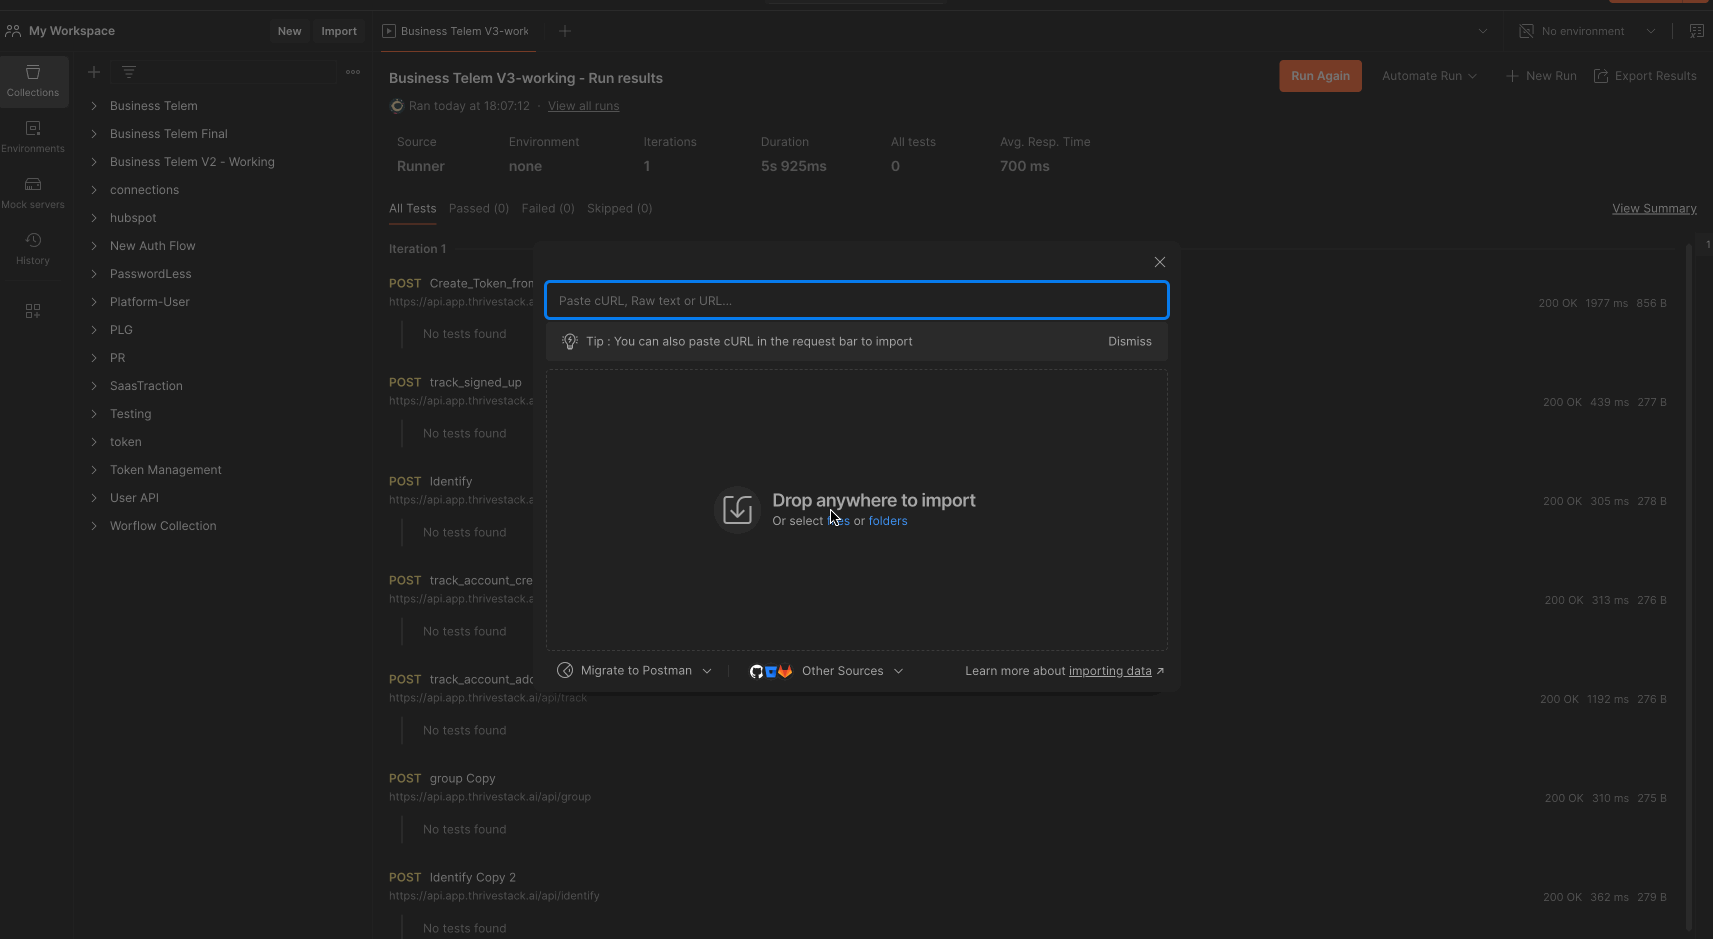 My Workspace
New
Import
Business Telem V3-work
No environment
Collections
Environments
Mock servers
History
Business Telem
Business Telem Final
Business Telem V2 - Working
connections
hubspot
New Auth Flow
PasswordLess
Platform-User
PLG
PR
SaasTraction
Testing
token
Token Management
User API
Worflow Collection
Business Telem V3-working - Run results
Run Again
Automate Run
New Run
Export Results
Ran today at 18:07:12 · View all runs
Source Environment Iterations Duration All tests Avg. Resp. Time
Runner none 1 5s 925ms 0 700 ms
All Tests Passed (0) Failed (0) Skipped (0)
View Summary
Iteration 1
1
POST Create_Token_fron
https://api.app.thrivestack.a
200 OK 1977 ms 856 B
No tests found
POST track_signed_up
https://api.app.thrivestack.a
200 OK 439 ms 277 B
No tests found
POST Identify
https://api.app.thrivestack.a
200 OK 305 ms 278 B
No tests found
POST track_account_cre
https://api.app.thrivestack.a
200 OK 313 ms 276 B
No tests found
POST track_account_add
https://api.app.thrivestack.ai/api/track
200 OK 1192 ms 276 B
No tests found
POST group Copy
https://api.app.thrivestack.ai/api/group
200 OK 310 ms 275 B
No tests found
POST Identify Copy 2
https://api.app.thrivestack.ai/api/identify
200 OK 362 ms 279 B
No tests found
Paste cURL, Raw text or URL...
Tip : You can also paste cURL in the request bar to import
Dismiss
Drop anywhere to import
Or select files or folders
Migrate to Postman
Other Sources
Learn more about importing data ↗